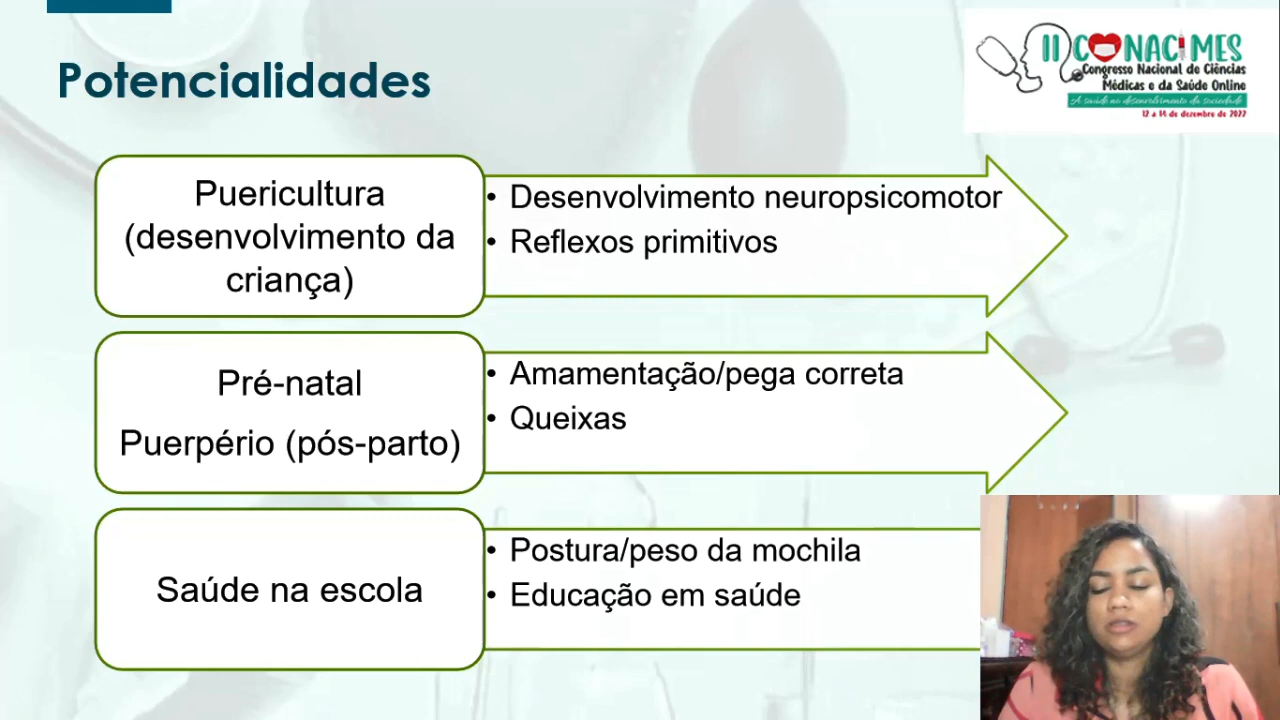 Potencialidades
II CONACIMES
Congresso Nacional de Ciências
Médicas e da Saúde Online
A saúde no desenvolvimento da sociedade
12 a 14 de dezembro de 2022
Puericultura
(desenvolvimento da
criança)
• Desenvolvimento neuropsicomotor
• Reflexos primitivos
Pré-natal
Puerpério (pós-parto)
• Amamentação/pega correta
• Queixas
Saúde na escola
• Postura/peso da mochila
• Educação em saúde